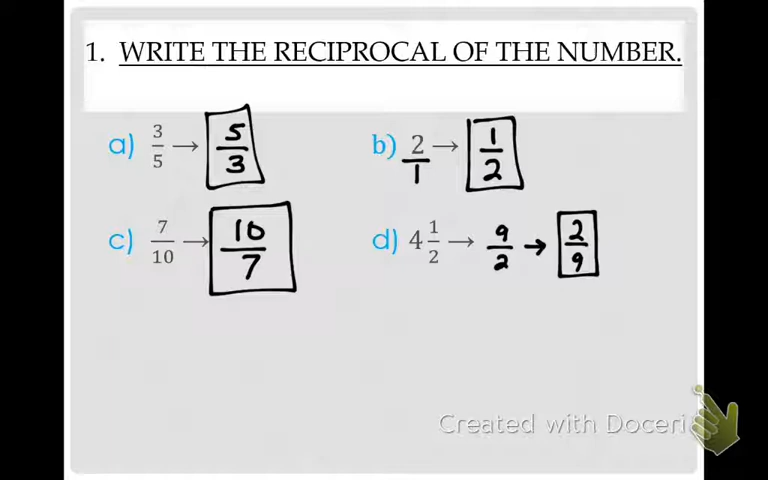 1. WRITE THE RECIPROCAL OF THE NUMBER.
a) 3/5 → 5/3
b) 2/1 → 1/2
c) 7/10 → 10/7
d) 4 1/2 → 9/2 → 2/9
Created with Doceri